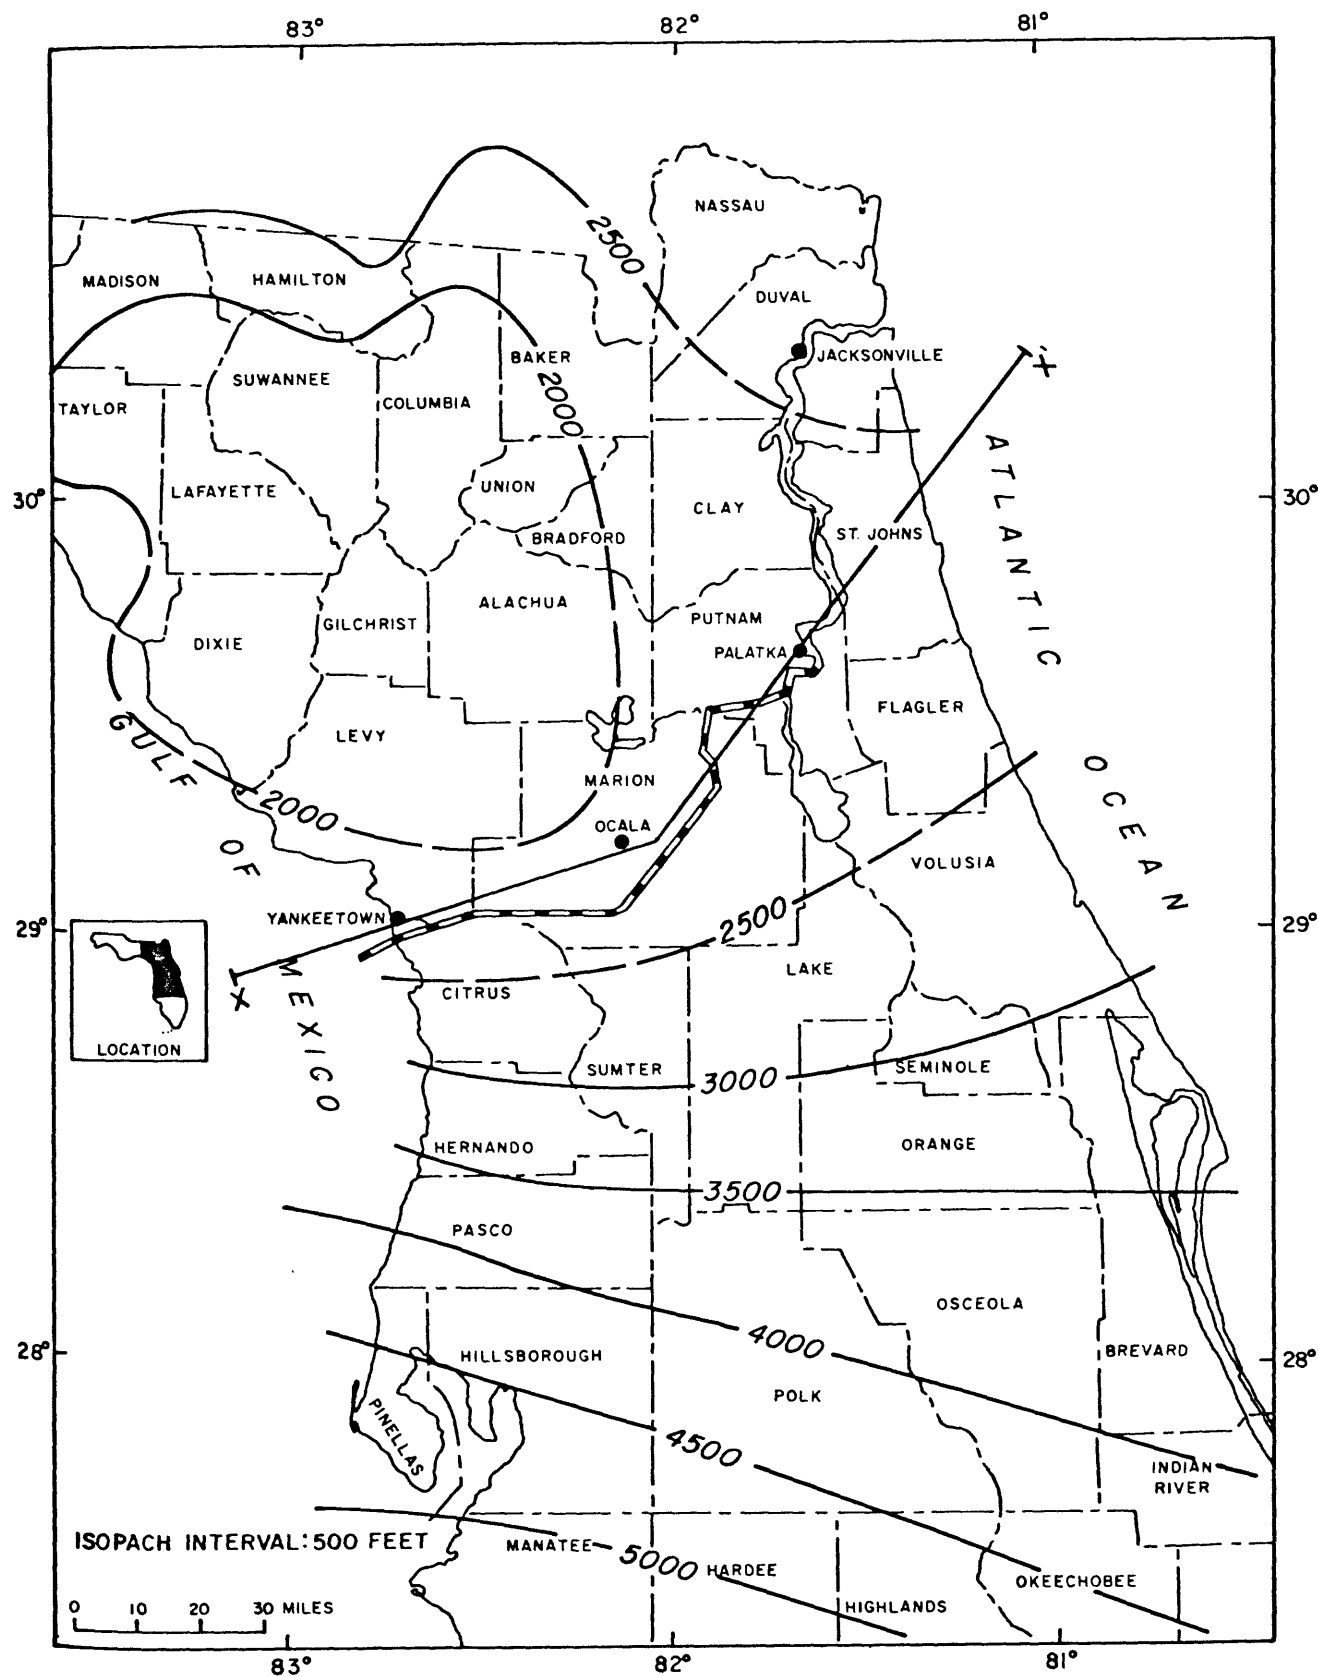 83° 82° 81°
NASSAU
2500
MADISON
HAMILTON
DUVAL
BAKER
JACKSONVILLE
X'
SUWANNEE
2000
TAYLOR
COLUMBIA
ATLANTIC OCEAN
30°
LAFAYETTE
UNION
30°
CLAY
ST. JOHNS
BRADFORD
ALACHUA
PUTNAM
GILCHRIST
DIXIE
PALATKA
FLAGLER
GULF OF MEXICO
LEVY
MARION
2000
OCALA
VOLUSIA
YANKEETOWN
2500
29°
29°
LAKE
X
CITRUS
LOCATION
SUMTER
SEMINOLE
3000
HERNANDO
ORANGE
3500
PASCO
OSCEOLA
4000
28°
HILLSBOROUGH
BREVARD
28°
POLK
PINELLAS
4500
INDIAN
RIVER
ISOPACH INTERVAL: 500 FEET
MANATEE
5000
HARDEE
OKEECHOBEE
HIGHLANDS
0 10 20 30 MILES
83° 82° 81°